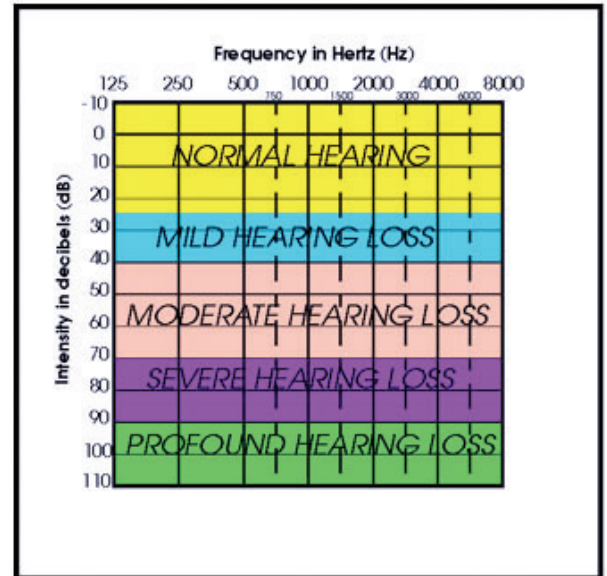 Frequency in Hertz (Hz)
125 250 500 1000 2000 4000 8000
750 1500 3000 6000
Intensity in decibels (dB)
-10
0
10
20
30
40
50
60
70
80
90
100
110
NORMAL HEARING
MILD HEARING LOSS
MODERATE HEARING LOSS
SEVERE HEARING LOSS
PROFOUND HEARING LOSS